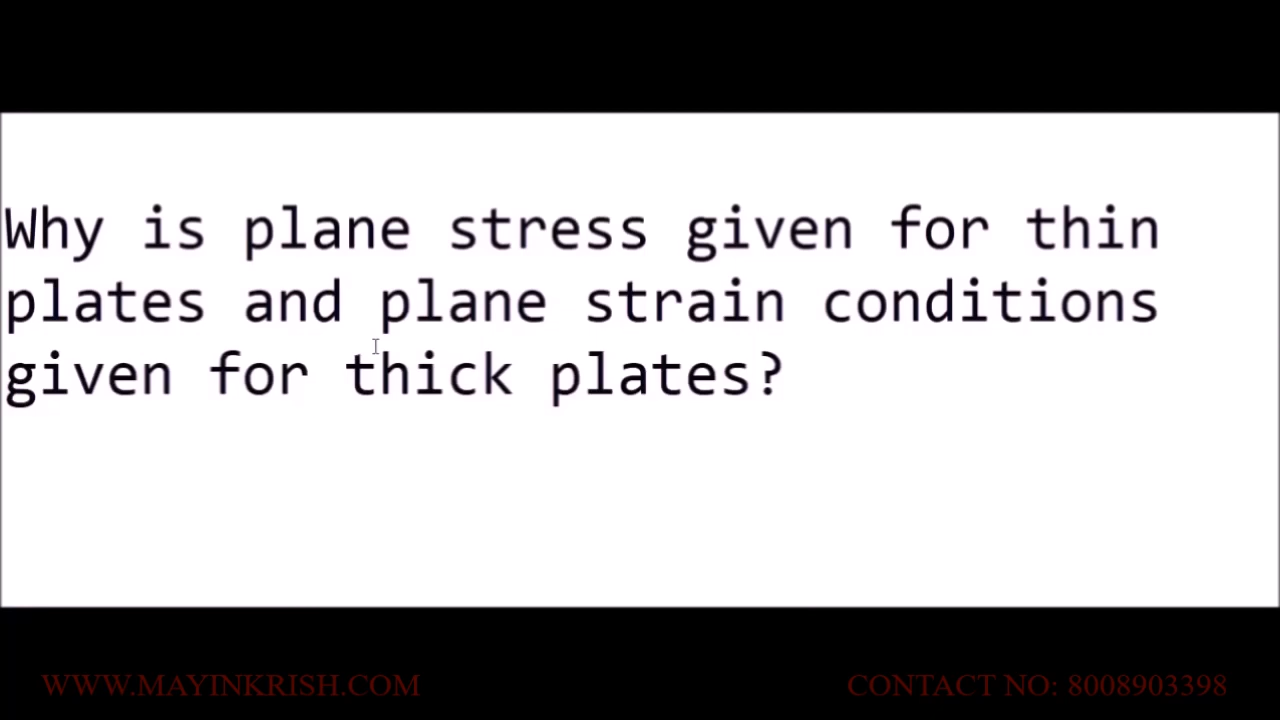 Why is plane stress given for thin
plates and plane strain conditions
given for thick plates?
WWW.MAYINKRISH.COM
CONTACT NO: 8008903398